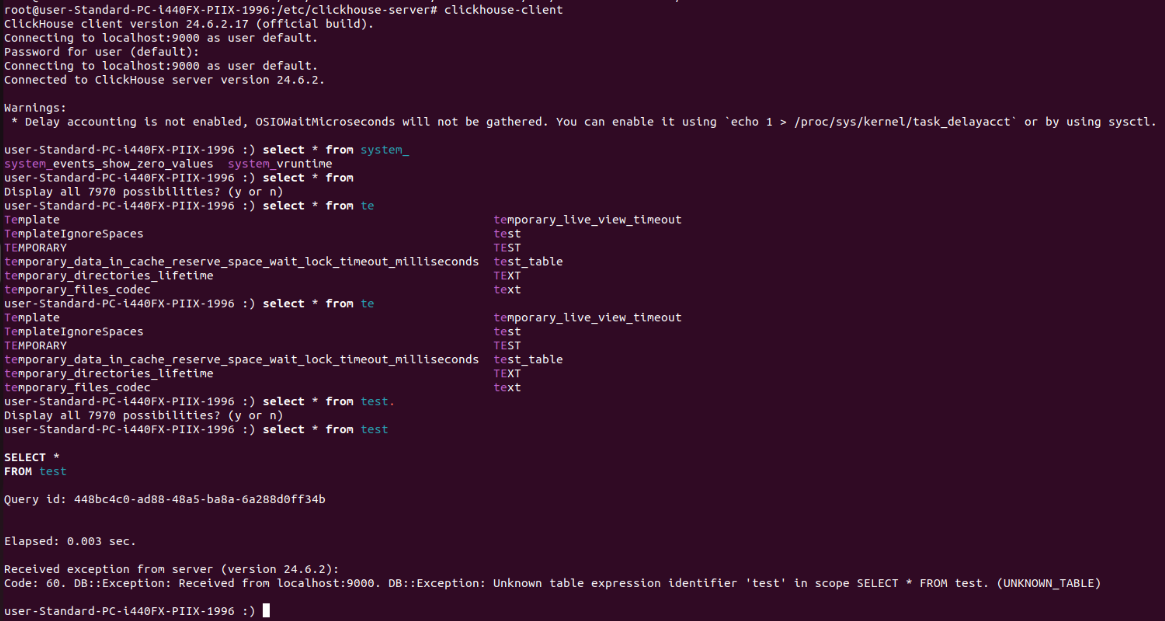 root@user-Standard-PC-i440FX-PIIX-1996:/etc/clickhouse-server# clickhouse-client
ClickHouse client version 24.6.2.17 (official build).
Connecting to localhost:9000 as user default.
Password for user (default):
Connecting to localhost:9000 as user default.
Connected to ClickHouse server version 24.6.2.

Warnings:
 * Delay accounting is not enabled, OSIOWaitMicroseconds will not be gathered. You can enable it using `echo 1 > /proc/sys/kernel/task_delayacct` or by using sysctl.

user-Standard-PC-i440FX-PIIX-1996 :) select * from system_
system_events_show_zero_values  system_vruntime
user-Standard-PC-i440FX-PIIX-1996 :) select * from
Display all 7970 possibilities? (y or n)
user-Standard-PC-i440FX-PIIX-1996 :) select * from te
Template                                                              temporary_live_view_timeout
TemplateIgnoreSpaces                                                  test
TEMPORARY                                                             TEST
temporary_data_in_cache_reserve_space_wait_lock_timeout_milliseconds  test_table
temporary_directories_lifetime                                        TEXT
temporary_files_codec                                                 text
user-Standard-PC-i440FX-PIIX-1996 :) select * from te
Template                                                              temporary_live_view_timeout
TemplateIgnoreSpaces                                                  test
TEMPORARY                                                             TEST
temporary_data_in_cache_reserve_space_wait_lock_timeout_milliseconds  test_table
temporary_directories_lifetime                                        TEXT
temporary_files_codec                                                 text
user-Standard-PC-i440FX-PIIX-1996 :) select * from test.
Display all 7970 possibilities? (y or n)
user-Standard-PC-i440FX-PIIX-1996 :) select * from test

SELECT *
FROM test

Query id: 448bc4c0-ad88-48a5-ba8a-6a288d0ff34b


Elapsed: 0.003 sec.

Received exception from server (version 24.6.2):
Code: 60. DB::Exception: Received from localhost:9000. DB::Exception: Unknown table expression identifier 'test' in scope SELECT * FROM test. (UNKNOWN_TABLE)

user-Standard-PC-i440FX-PIIX-1996 :)